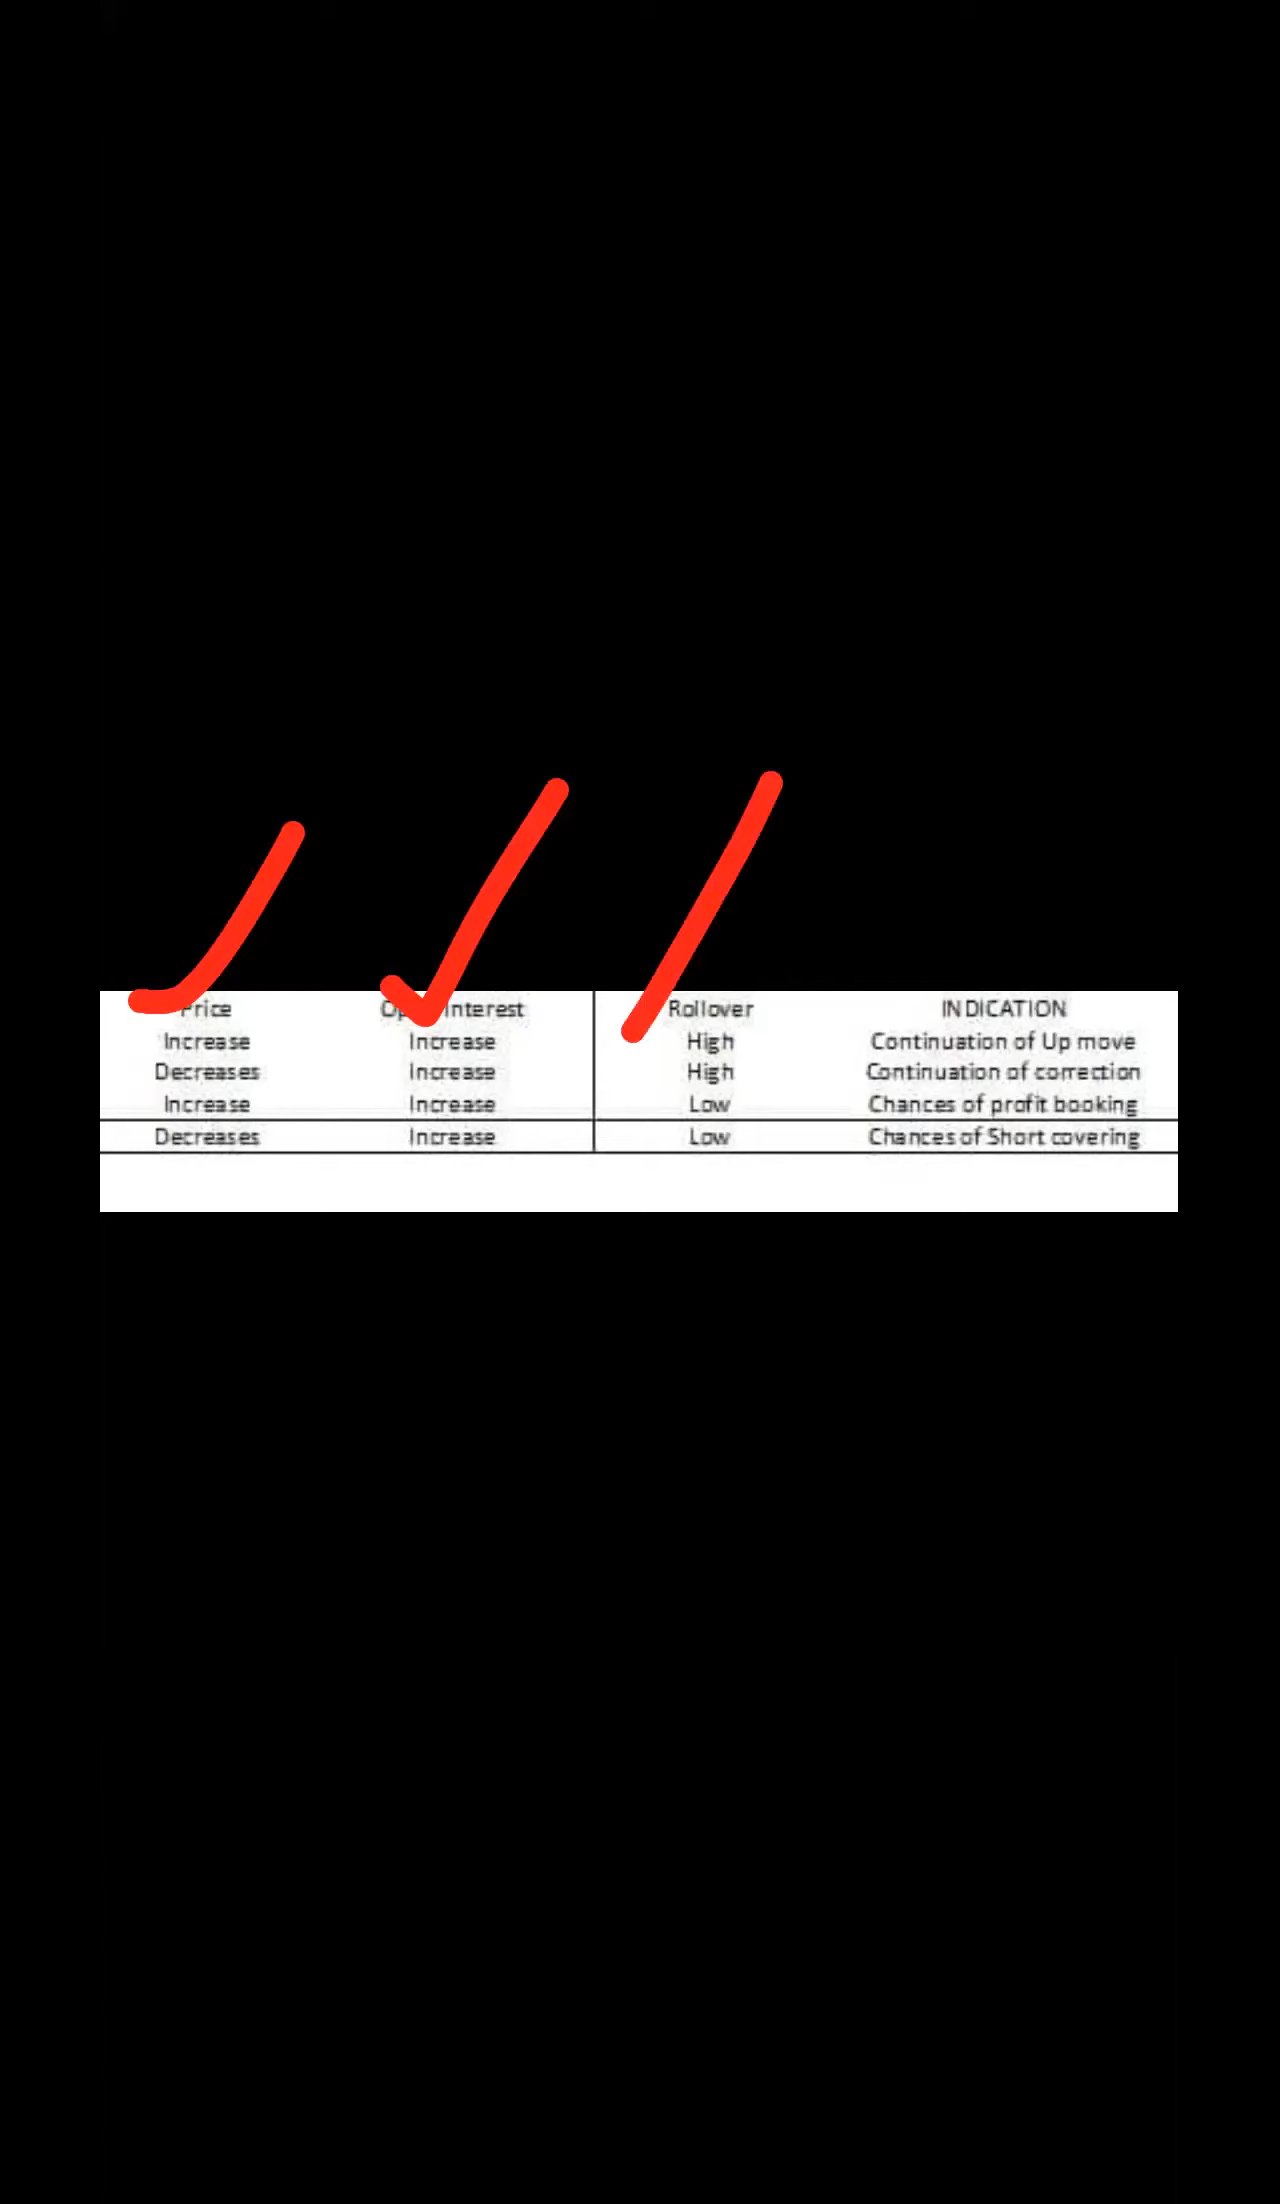 Price Open Interest Rollover INDICATION
Increase Increase High Continuation of Up move
Decreases Increase High Continuation of correction
Increase Increase Low Chances of profit booking
Decreases Increase Low Chances of Short covering